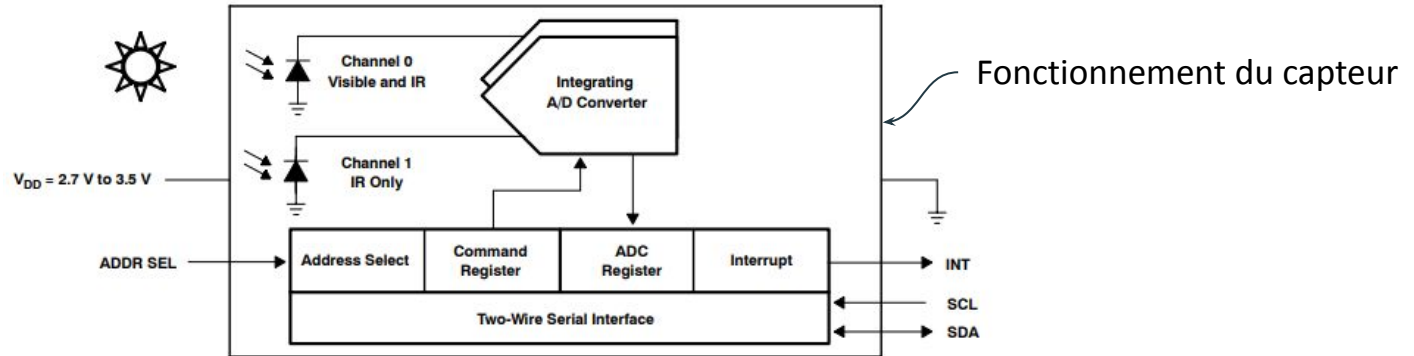 Channel 0
Visible and IR
Integrating
A/D Converter
Fonctionnement du capteur
Channel 1
IR Only
VDD = 2.7 V to 3.5 V
ADDR SEL
Address Select
Command
Register
ADC
Register
Interrupt
INT
SCL
Two-Wire Serial Interface
SDA